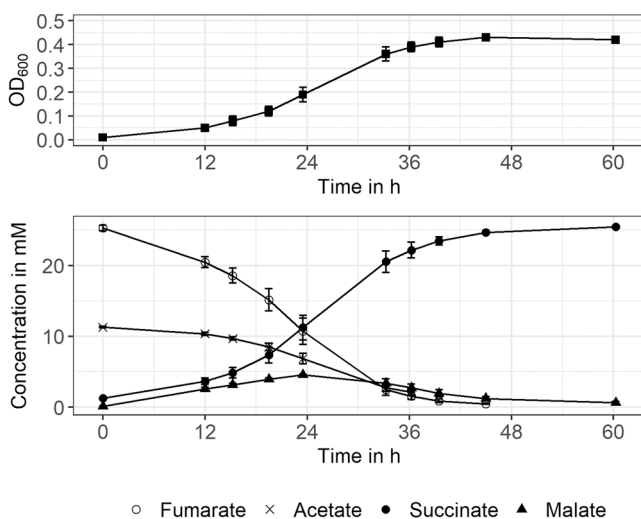 0.5
0.4
0.3
0.2
0.1
0.0
OD600
0 12 24 36 48 60
Time in h
20
10
0
Concentration in mM
0 12 24 36 48 60
Time in h
Fumarate Acetate Succinate Malate